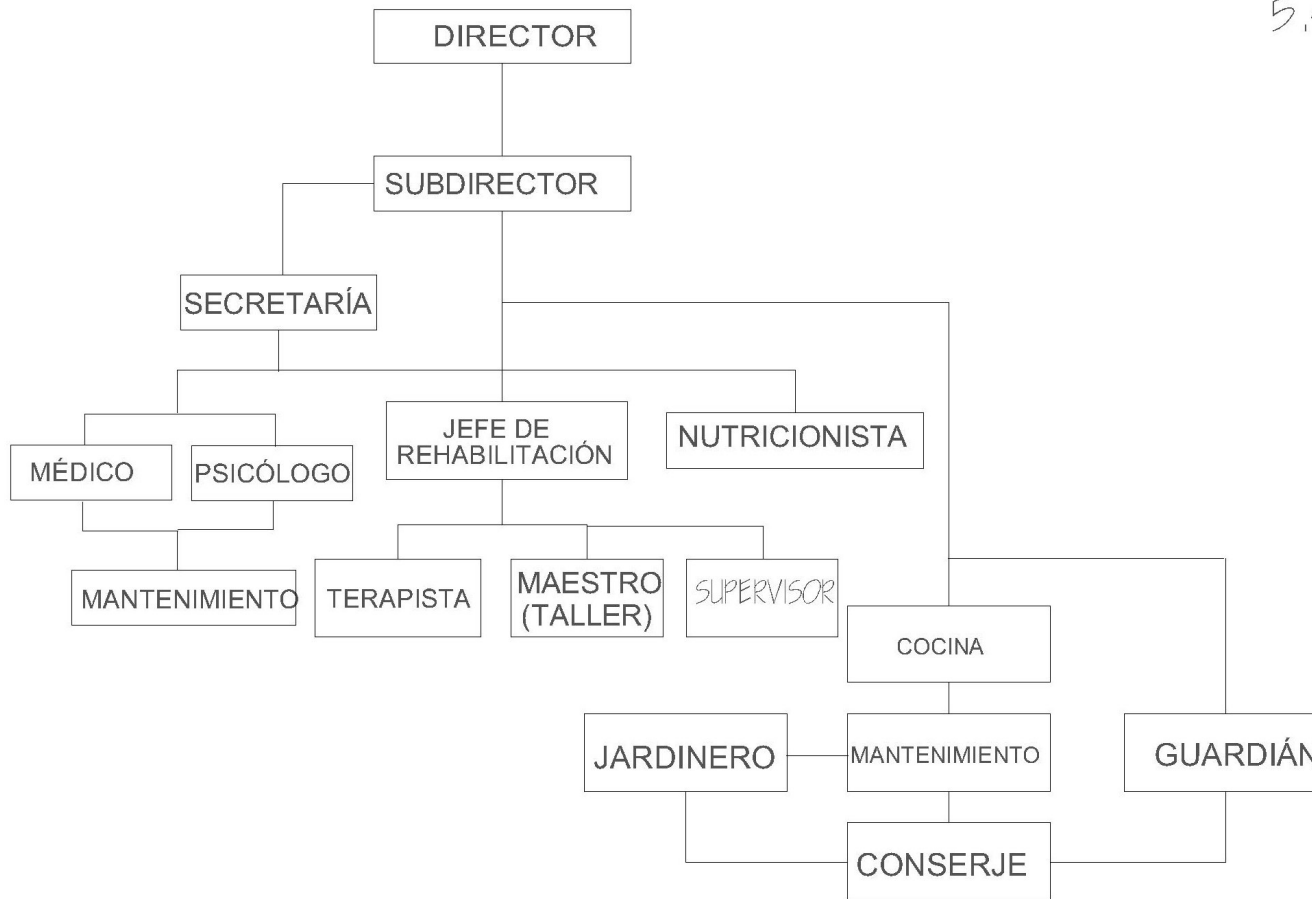 5.
DIRECTOR
SUBDIRECTOR
SECRETARÍA
JEFE DE
REHABILITACIÓN
NUTRICIONISTA
MÉDICO
PSICÓLOGO
MANTENIMIENTO
TERAPISTA
MAESTRO
(TALLER)
SUPERVISOR
COCINA
JARDINERO
MANTENIMIENTO
GUARDIÁN
CONSERJE